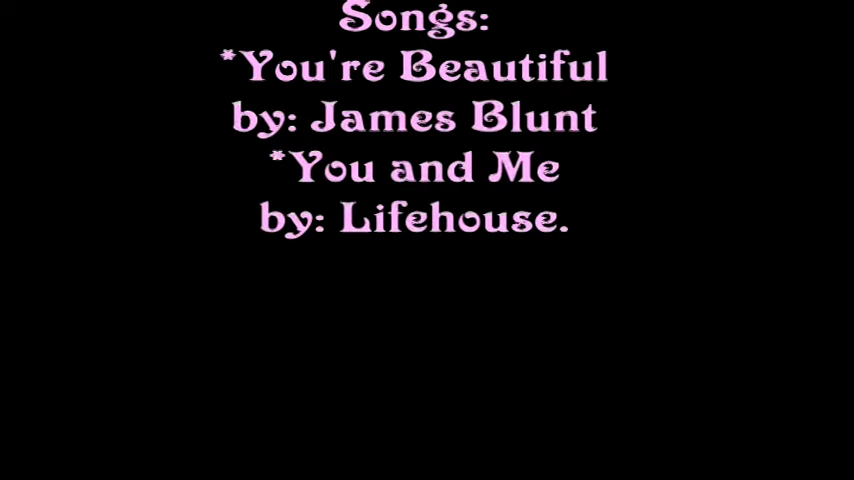 Songs:
*You're Beautiful
by: James Blunt
*You and Me
by: Lifehouse.